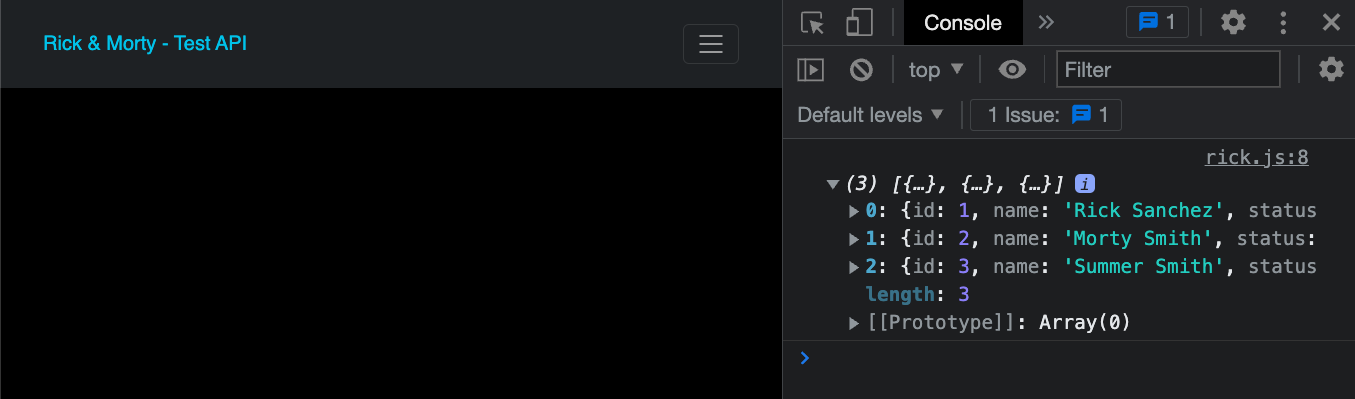 Rick & Morty - Test API
Console
1
top
Filter
Default levels
1 Issue: 1
rick.js:8
(3) [{…}, {…}, {…}] i
0: {id: 1, name: 'Rick Sanchez', status
1: {id: 2, name: 'Morty Smith', status:
2: {id: 3, name: 'Summer Smith', status
length: 3
[[Prototype]]: Array(0)